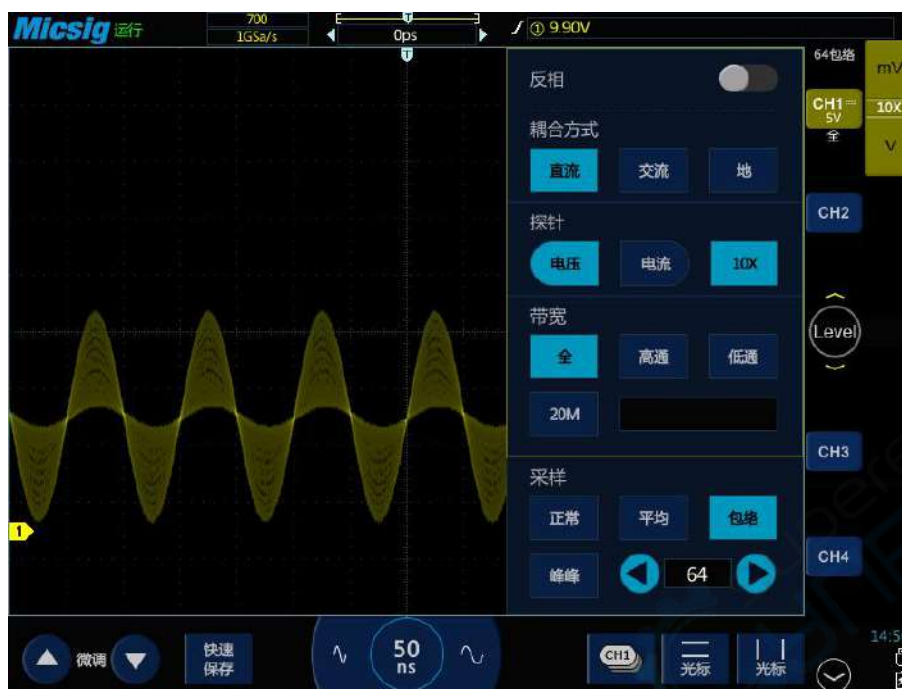 Micsig 运行
700
1GSa/s
T
0ps
① 9.90V
T
反相
耦合方式
直流 交流 地
探针
电压 电流 10X
带宽
全 高通 低通
20M
采样
正常 平均 包络
峰峰 64
64包络
mV
CH1
5V
全
10X
V
CH2
Level
CH3
CH4
1
微调
快速
保存
50
ns
CH1
光标
光标